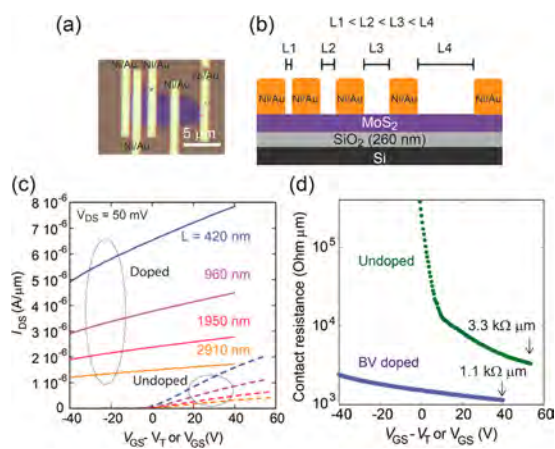 (a)
Ni/Au Ni/Au Ni/Au
Ni/Au
5 μm
(b)
L1 < L2 < L3 < L4
L1 L2 L3 L4
Ni/Au Ni/Au Ni/Au Ni/Au Ni/Au
MoS2
SiO2 (260 nm)
Si
(c)
IDS (A/μm)
8 10-6
7 10-6
6 10-6
5 10-6
4 10-6
3 10-6
2 10-6
1 10-6
0
VDS = 50 mV
L = 420 nm
Doped
960 nm
1950 nm
2910 nm
Undoped
-40 -20 0 20 40 60
VGS- VT or VGS(V)
(d)
Contact resistance (Ohm μm)
105
104
103
Undoped
3.3 kΩ μm
BV doped
1.1 kΩ μm
-40 -20 0 20 40 60
VGS- VT or VGS (V)